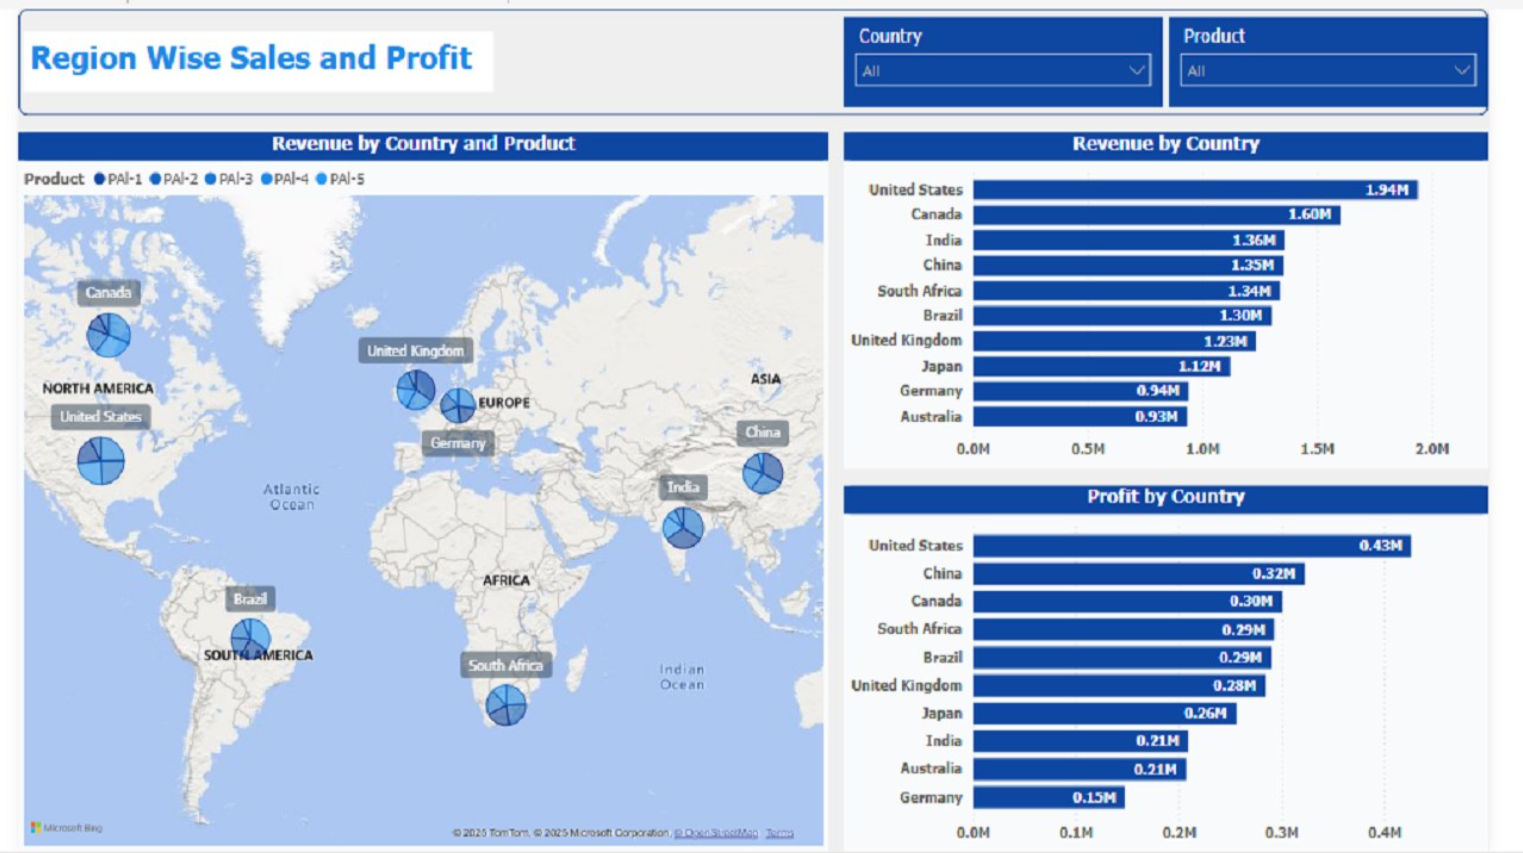 Region Wise Sales and Profit
Country
All
Product
All
Revenue by Country and Product
Product PAI-1 PAI-2 PAI-3 PAI-4 PAI-5
Canada
NORTH AMERICA
United States
United Kingdom
EUROPE
Germany
ASIA
China
India
Atlantic
Ocean
AFRICA
Brazil
SOUTH AMERICA
South Africa
Indian
Ocean
Microsoft Bing
© 2025 TomTom, © 2025 Microsoft Corporation, © OpenStreetMap Terms
Revenue by Country
United States 1.94M
Canada 1.60M
India 1.36M
China 1.35M
South Africa 1.34M
Brazil 1.30M
United Kingdom 1.23M
Japan 1.12M
Germany 0.94M
Australia 0.93M
0.0M 0.5M 1.0M 1.5M 2.0M
Profit by Country
United States 0.43M
China 0.32M
Canada 0.30M
South Africa 0.29M
Brazil 0.29M
United Kingdom 0.28M
Japan 0.26M
India 0.21M
Australia 0.21M
Germany 0.15M
0.0M 0.1M 0.2M 0.3M 0.4M